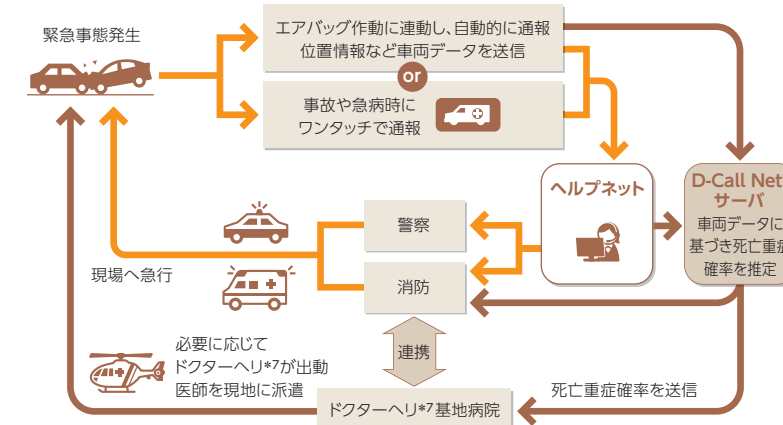 緊急事態発生
エアバッグ作動に連動し、自動的に通報
位置情報など車両データを送信
or
事故や急病時に
ワンタッチで通報
ヘルプネット
D-Call Net
サーバ
車両データに
基づき死亡重症
確率を推定
警察
消防
現場へ急行
連携
必要に応じて
ドクターヘリ*7が出動
医師を現地に派遣
死亡重症確率を送信
ドクターヘリ*7基地病院